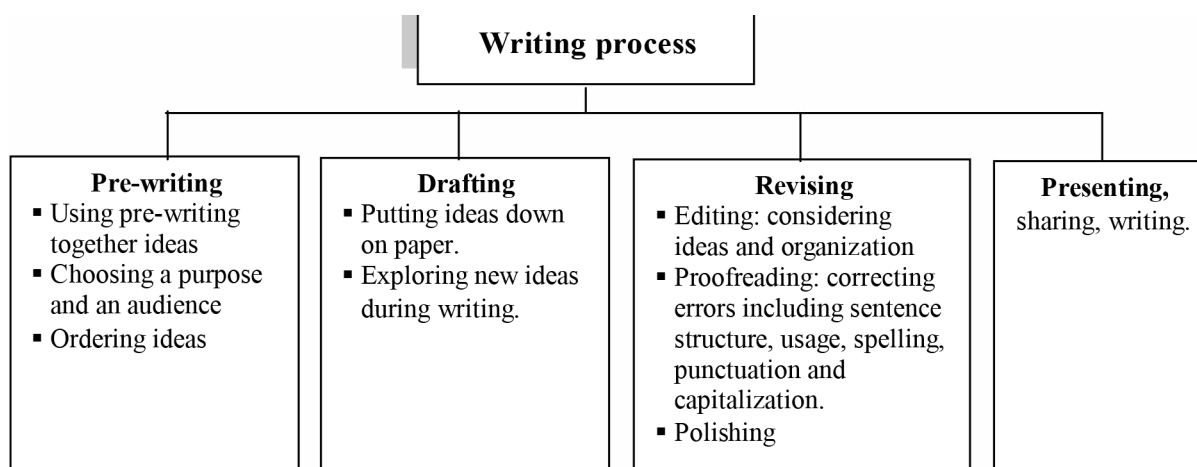 Writing process
Pre-writing
▪ Using pre-writing
together ideas
▪ Choosing a purpose
and an audience
▪ Ordering ideas
Drafting
▪ Putting ideas down
on paper.
▪ Exploring new ideas
during writing.
Revising
▪ Editing: considering
ideas and organization
▪ Proofreading: correcting
errors including sentence
structure, usage, spelling,
punctuation and
capitalization.
▪ Polishing
Presenting,
sharing, writing.